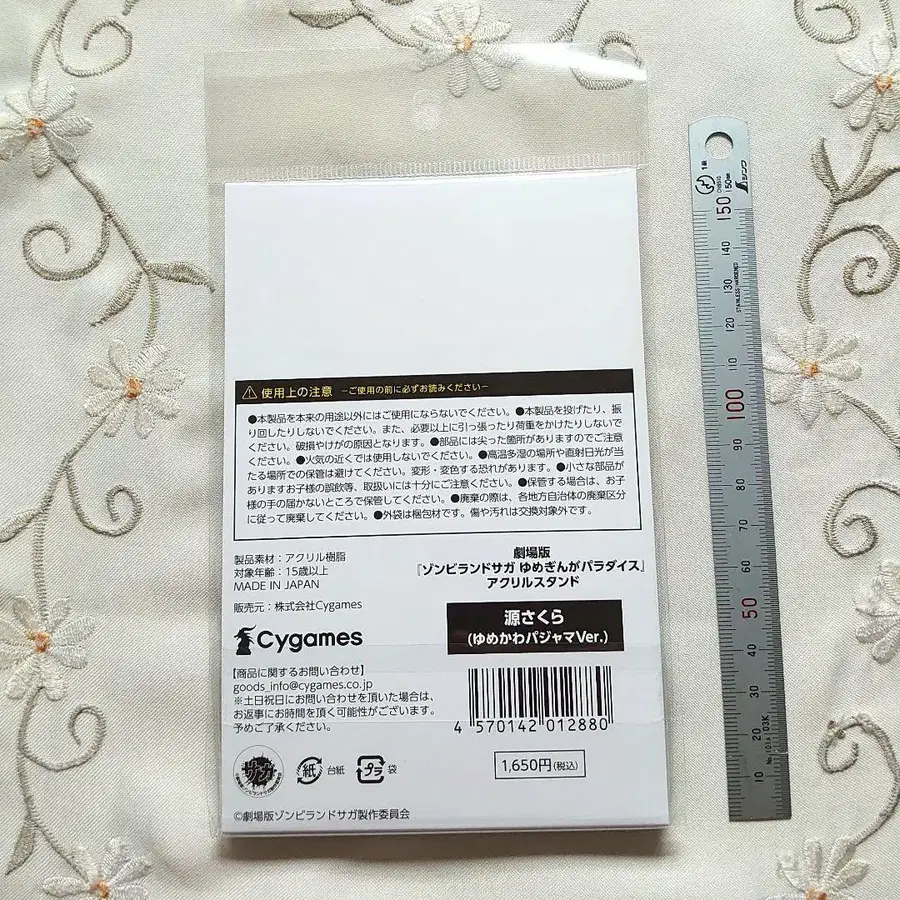 ⚠使用上の注意 −ご使用の前に必ずお読みください−
●本製品を本来の用途以外にはご使用にならないでください。●本製品を投げたり、振
り回したりしないでください。また、必要以上に引っ張ったり荷重をかけたりしないで
ください。破損やけがの原因となります。●部品には尖った箇所がありますのでご注意
ください。●火気の近くでは使用しないでください。●高温多湿の場所や直射日光が当
たる場所での保管は避けてください。変形・変色する恐れがあります。●小さな部品が
ありますお子様の誤飲等、取扱いには十分にご注意ください。●保管する場合は、お子
様の手の届かないところで保管してください。●廃棄の際は、各地方自治体の廃棄区分
に従って廃棄してください。●外袋は梱包材です。傷や汚れは交換対象外です。
製品素材：アクリル樹脂
対象年齢：15歳以上
MADE IN JAPAN
販売元：株式会社Cygames
Cygames
【商品に関するお問い合わせ】
goods_info@cygames.co.jp
※土日祝日にお問い合わせを頂いた場合は、
お返事にお時間を頂く可能性がございます。
予めご了承ください。
劇場版
『ゾンビランドサガ ゆめぎんがパラダイス』
アクリルスタンド
源さくら
(ゆめかわパジャマVer.)
4 570142 012880
1,650円(税込)
サガ
紙 台紙
プラ 袋
©劇場版ゾンビランドサガ製作委員会
1級
シンワ
150㎜
STAINLESS HARDENED
150
140
130
120
110
100
90
80
70
60
50
40
30
20
10